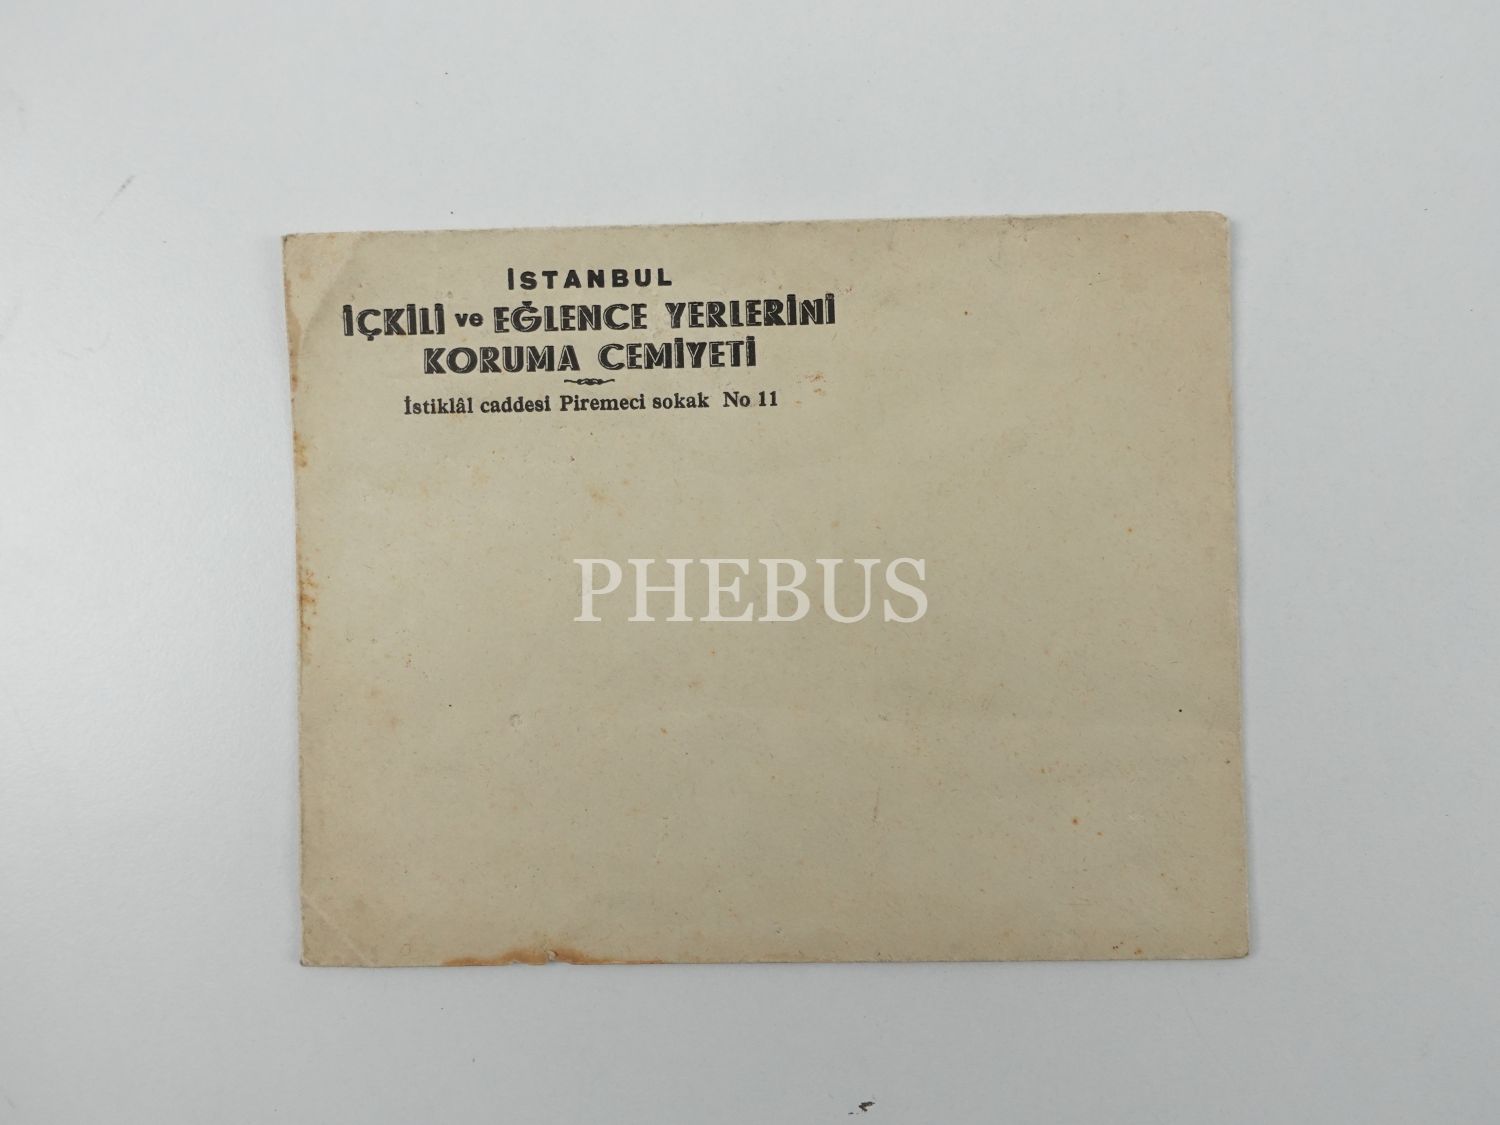 İSTANBUL
İÇKİLİ ve EĞLENCE YERLERİNİ
KORUMA CEMİYETİ
İstiklâl caddesi Piremeci sokak No 11
PHEBUS